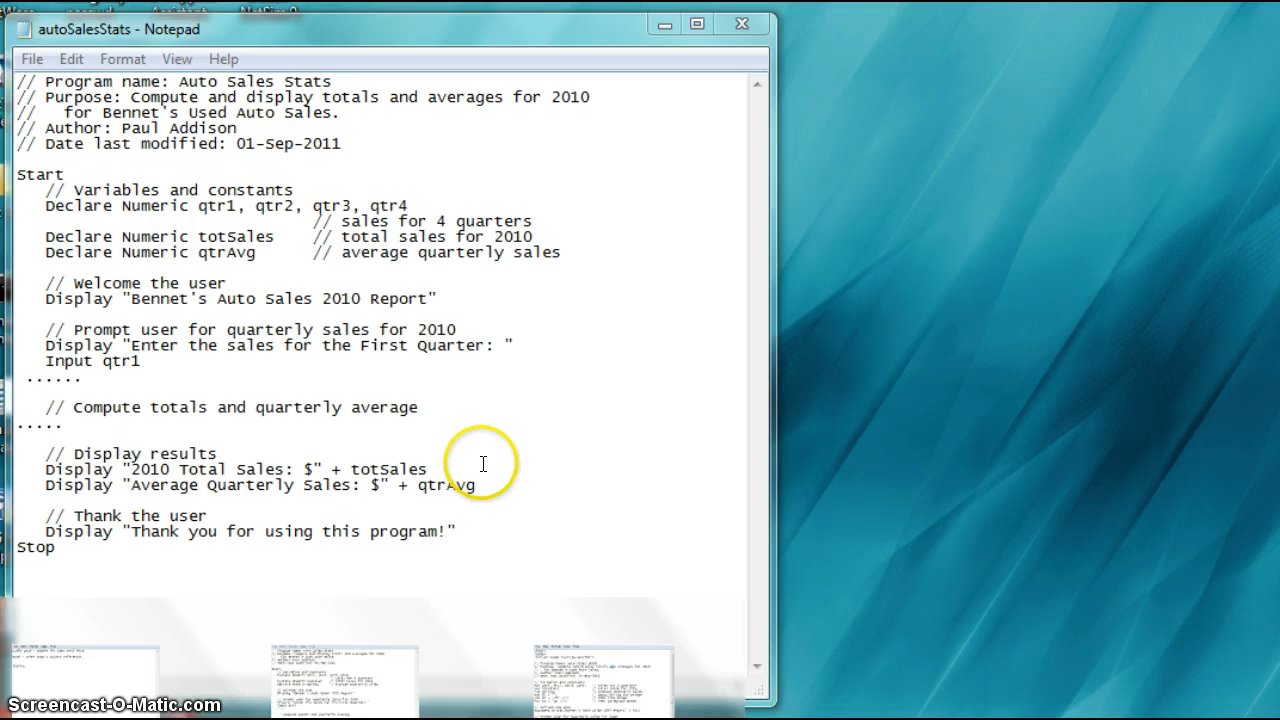 autoSalesStats - Notepad
File Edit Format View Help
// Program name: Auto Sales Stats
// Purpose: Compute and display totals and averages for 2010
//   for Bennet's Used Auto Sales.
// Author: Paul Addison
// Date last modified: 01-Sep-2011
Start
// Variables and constants
Declare Numeric qtr1, qtr2, qtr3, qtr4
// sales for 4 quarters
Declare Numeric totSales // total sales for 2010
Declare Numeric qtrAvg // average quarterly sales
// Welcome the user
Display "Bennet's Auto Sales 2010 Report"
// Prompt user for quarterly sales for 2010
Display "Enter the sales for the First Quarter: "
Input qtr1
......
// Compute totals and quarterly average
.....
// Display results
Display "2010 Total Sales: $" + totSales
Display "Average Quarterly Sales: $" + qtrAvg
// Thank the user
Display "Thank you for using this program!"
Stop
Screencast-O-Matic.com